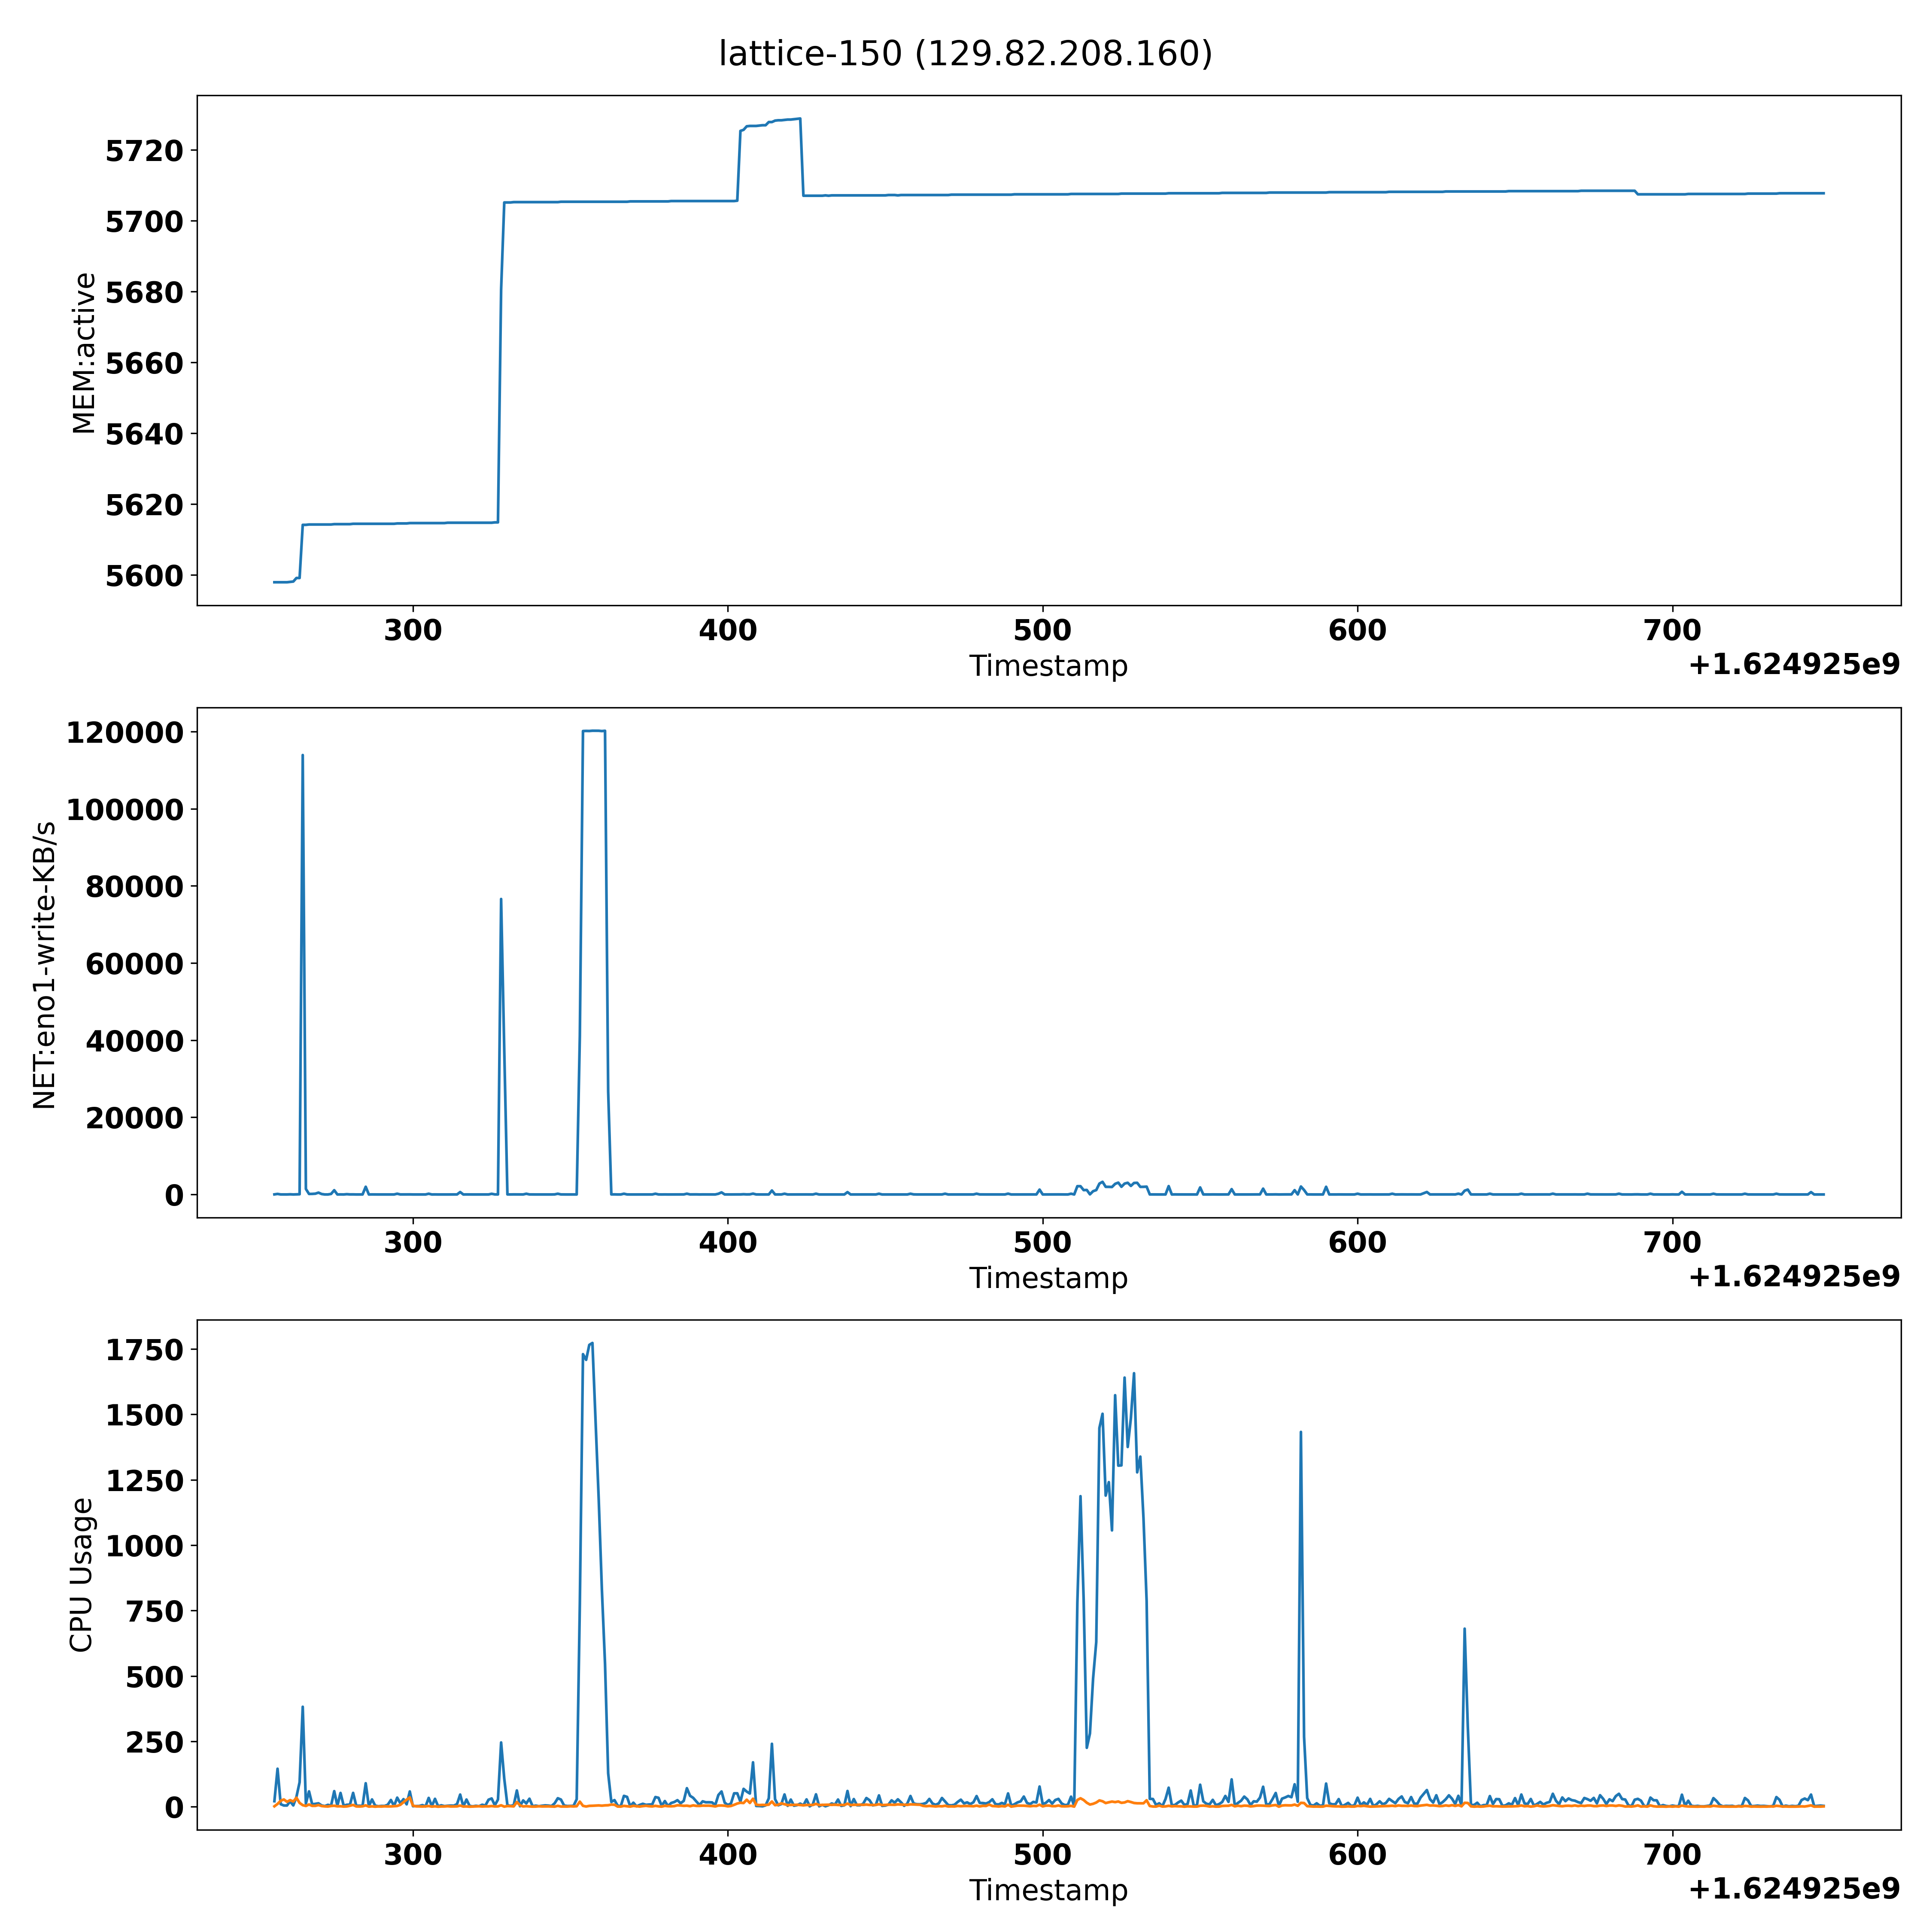 lattice-150 (129.82.208.160)
MEM:active
5720
5700
5680
5660
5640
5620
5600
300 400 500 600 700
Timestamp
+1.624925e9
NET:eno1-write-KB/s
120000
100000
80000
60000
40000
20000
0
300 400 500 600 700
Timestamp
+1.624925e9
CPU Usage
1750
1500
1250
1000
750
500
250
0
300 400 500 600 700
Timestamp
+1.624925e9